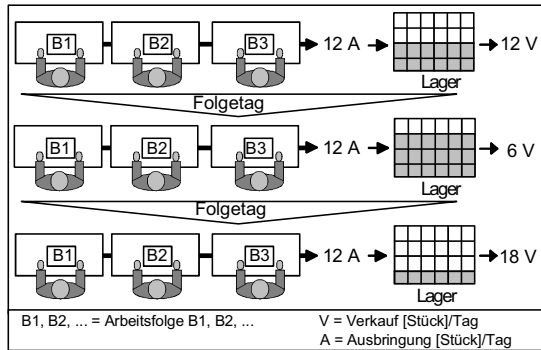 B1 B2 B3 12 A 12 V
Lager
Folgetag
B1 B2 B3 12 A 6 V
Lager
Folgetag
B1 B2 B3 12 A 18 V
Lager
B1, B2, ... = Arbeitsfolge B1, B2, ... V = Verkauf [Stück]/Tag
A = Ausbringung [Stück]/Tag